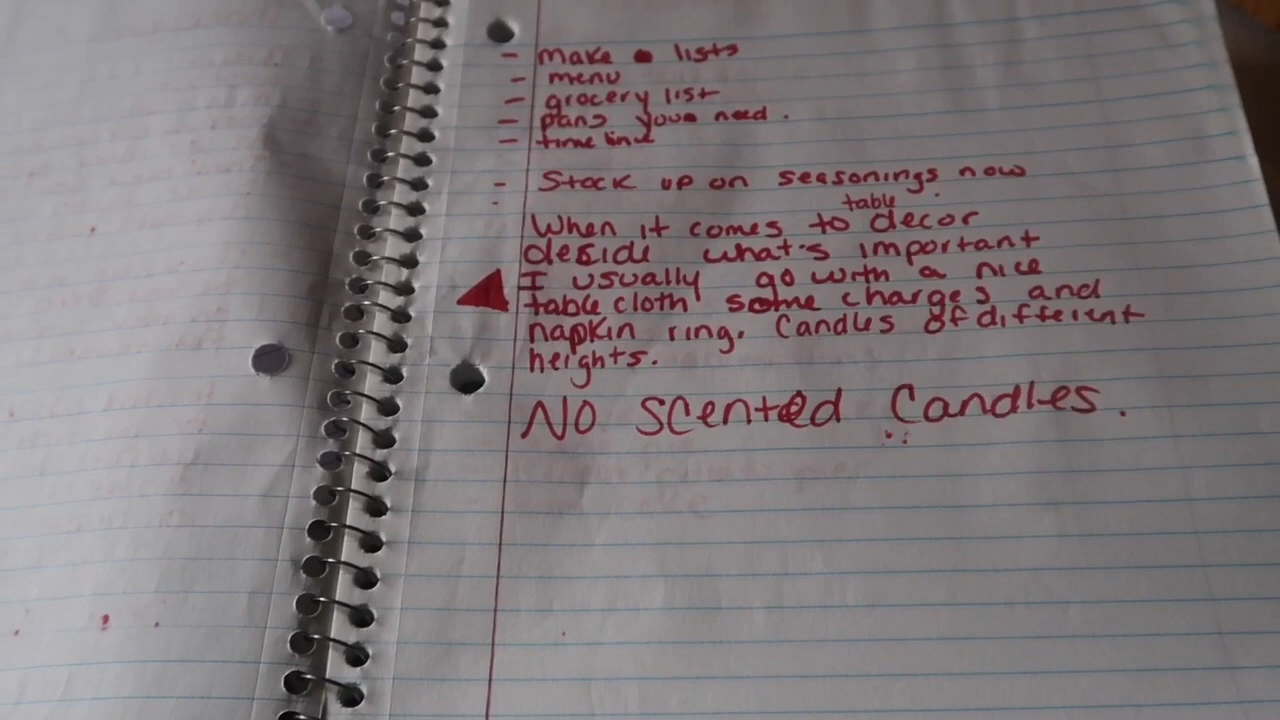 - make lists
- menu
- grocery list
- pans you need.
- time line
- Stock up on seasonings now
table
When it comes to decor
decide what's important
I usually go with a nice
table cloth some charges and
napkin ring. Candles of different
heights.
NO scented Candles.